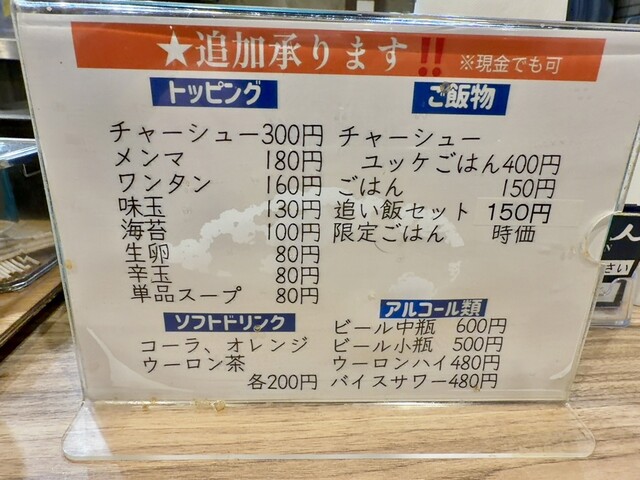 ★追加承ります‼ ※現金でも可
トッピング
チャーシュー300円
メンマ 180円
ワンタン 160円
味玉 130円
海苔 100円
生卵 80円
辛玉 80円
単品スープ 80円
ご飯物
チャーシュー
ユッケごはん400円
ごはん 150円
追い飯セット 150円
限定ごはん 時価
ソフトドリンク
コーラ、オレンジ
ウーロン茶
各200円
アルコール類
ビール中瓶 600円
ビール小瓶 500円
ウーロンハイ480円
バイスサワー480円
さい